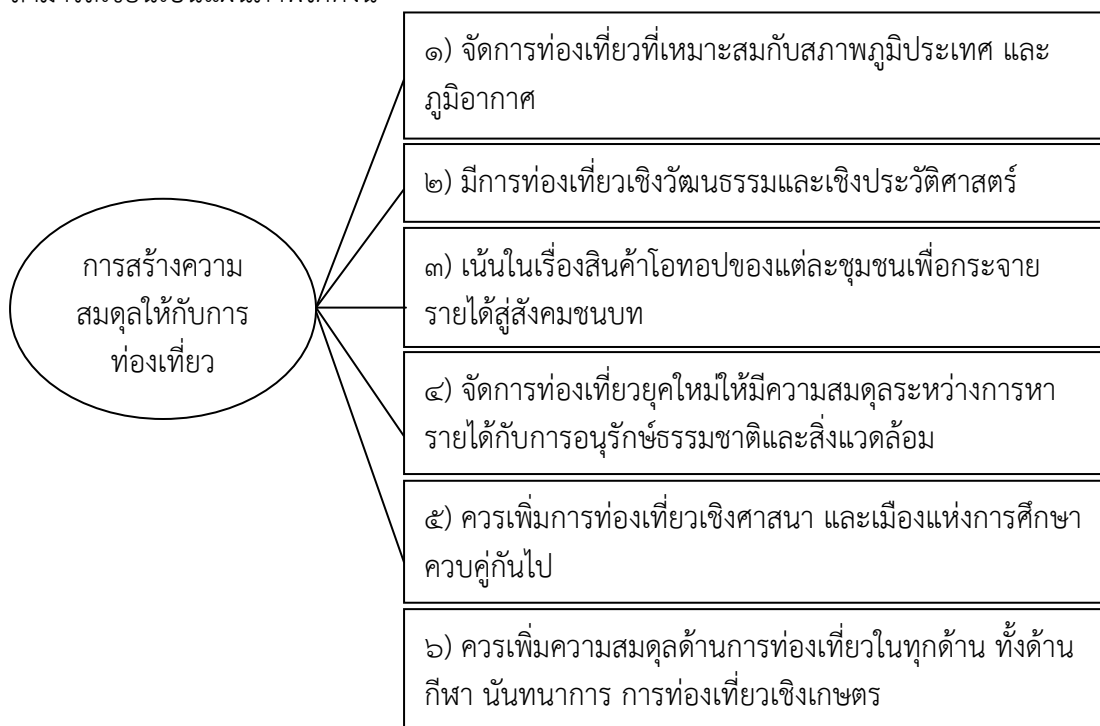 ๑) จัดการท่องเที่ยวที่เหมาะสมกับสภาพภูมิประเทศ และ
ภูมิอากาศ
๒) มีการท่องเที่ยวเชิงวัฒนธรรมและเชิงประวัติศาสตร์
การสร้างความ
สมดุลให้กับการ
ท่องเที่ยว
๓) เน้นในเรื่องสินค้าโอทอปของแต่ละชุมชนเพื่อกระจาย
รายได้สู่สังคมชนบท
๔) จัดการท่องเที่ยวยุคใหม่ให้มีความสมดุลระหว่างการหา
รายได้กับการอนุรักษ์ธรรมชาติและสิ่งแวดล้อม
๕) ควรเพิ่มการท่องเที่ยวเชิงศาสนา และเมืองแห่งการศึกษา
ควบคู่กันไป
๖) ควรเพิ่มความสมดุลด้านการท่องเที่ยวในทุกด้าน ทั้งด้าน
กีฬา นันทนาการ การท่องเที่ยวเชิงเกษตร